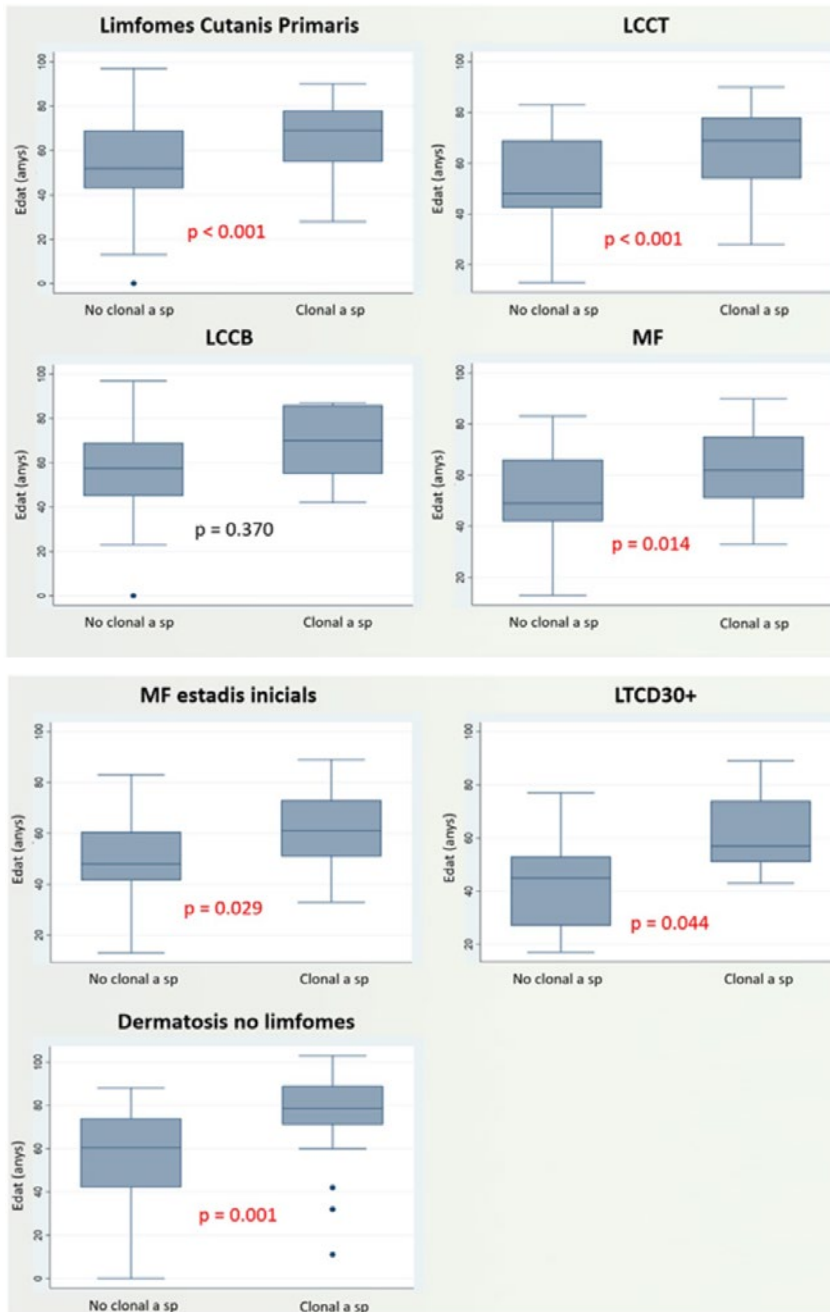 Limfomes Cutanis Primaris
Edat (anys)
100
80
60
40
20
0
p < 0.001
No clonal a sp
Clonal a sp
LCCT
Edat (anys)
100
80
60
40
20
p < 0.001
No clonal a sp
Clonal a sp
LCCB
Edat (anys)
100
80
60
40
20
0
p = 0.370
No clonal a sp
Clonal a sp
MF
Edat (anys)
100
80
60
40
20
p = 0.014
No clonal a sp
Clonal a sp
MF estadis inicials
Edat (anys)
100
80
60
40
20
p = 0.029
No clonal a sp
Clonal a sp
LTCD30+
Edat (anys)
100
80
60
40
20
p = 0.044
No clonal a sp
Clonal a sp
Dermatosis no limfomes
Edat (anys)
100
80
60
40
20
0
p = 0.001
No clonal a sp
Clonal a sp